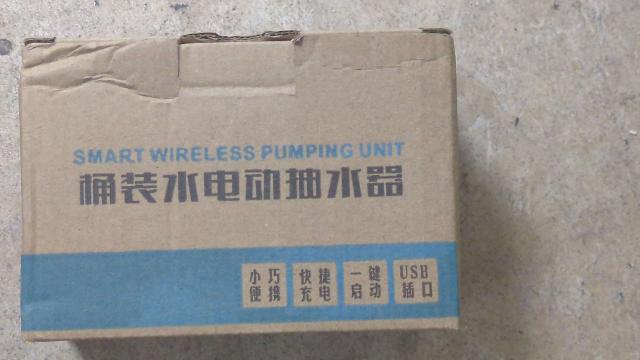 SMART WIRELESS PUMPING UNIT
桶装水电动抽水器
小巧 快捷 一键 USB
便携 充电 启动 插口